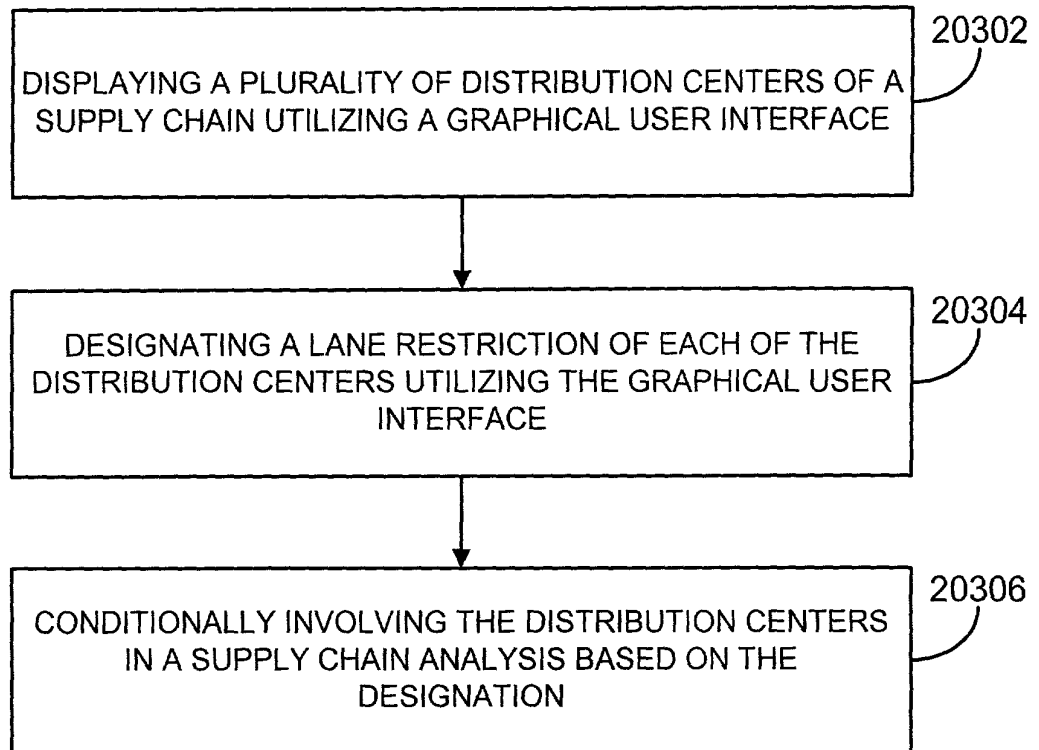 20302
DISPLAYING A PLURALITY OF DISTRIBUTION CENTERS OF A
SUPPLY CHAIN UTILIZING A GRAPHICAL USER INTERFACE
20304
DESIGNATING A LANE RESTRICTION OF EACH OF THE
DISTRIBUTION CENTERS UTILIZING THE GRAPHICAL USER
INTERFACE
20306
CONDITIONALLY INVOLVING THE DISTRIBUTION CENTERS
IN A SUPPLY CHAIN ANALYSIS BASED ON THE
DESIGNATION